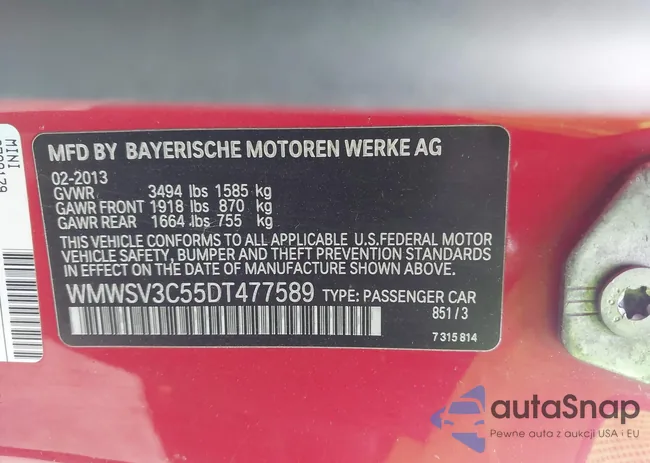 MFD BY BAYERISCHE MOTOREN WERKE AG
02-2013
GVWR 3494 lbs 1585 kg
GAWR FRONT 1918 lbs 870 kg
GAWR REAR 1664 lbs 755 kg
THIS VEHICLE CONFORMS TO ALL APPLICABLE U.S.FEDERAL MOTOR
VEHICLE SAFETY, BUMPER AND THEFT PREVENTION STANDARDS
IN EFFECT ON THE DATE OF MANUFACTURE SHOWN ABOVE.
WMWSV3C55DT477589 TYPE: PASSENGER CAR
851/3
7 315 814
MINI
autaSnap
Pewne auta z aukcji USA i EU